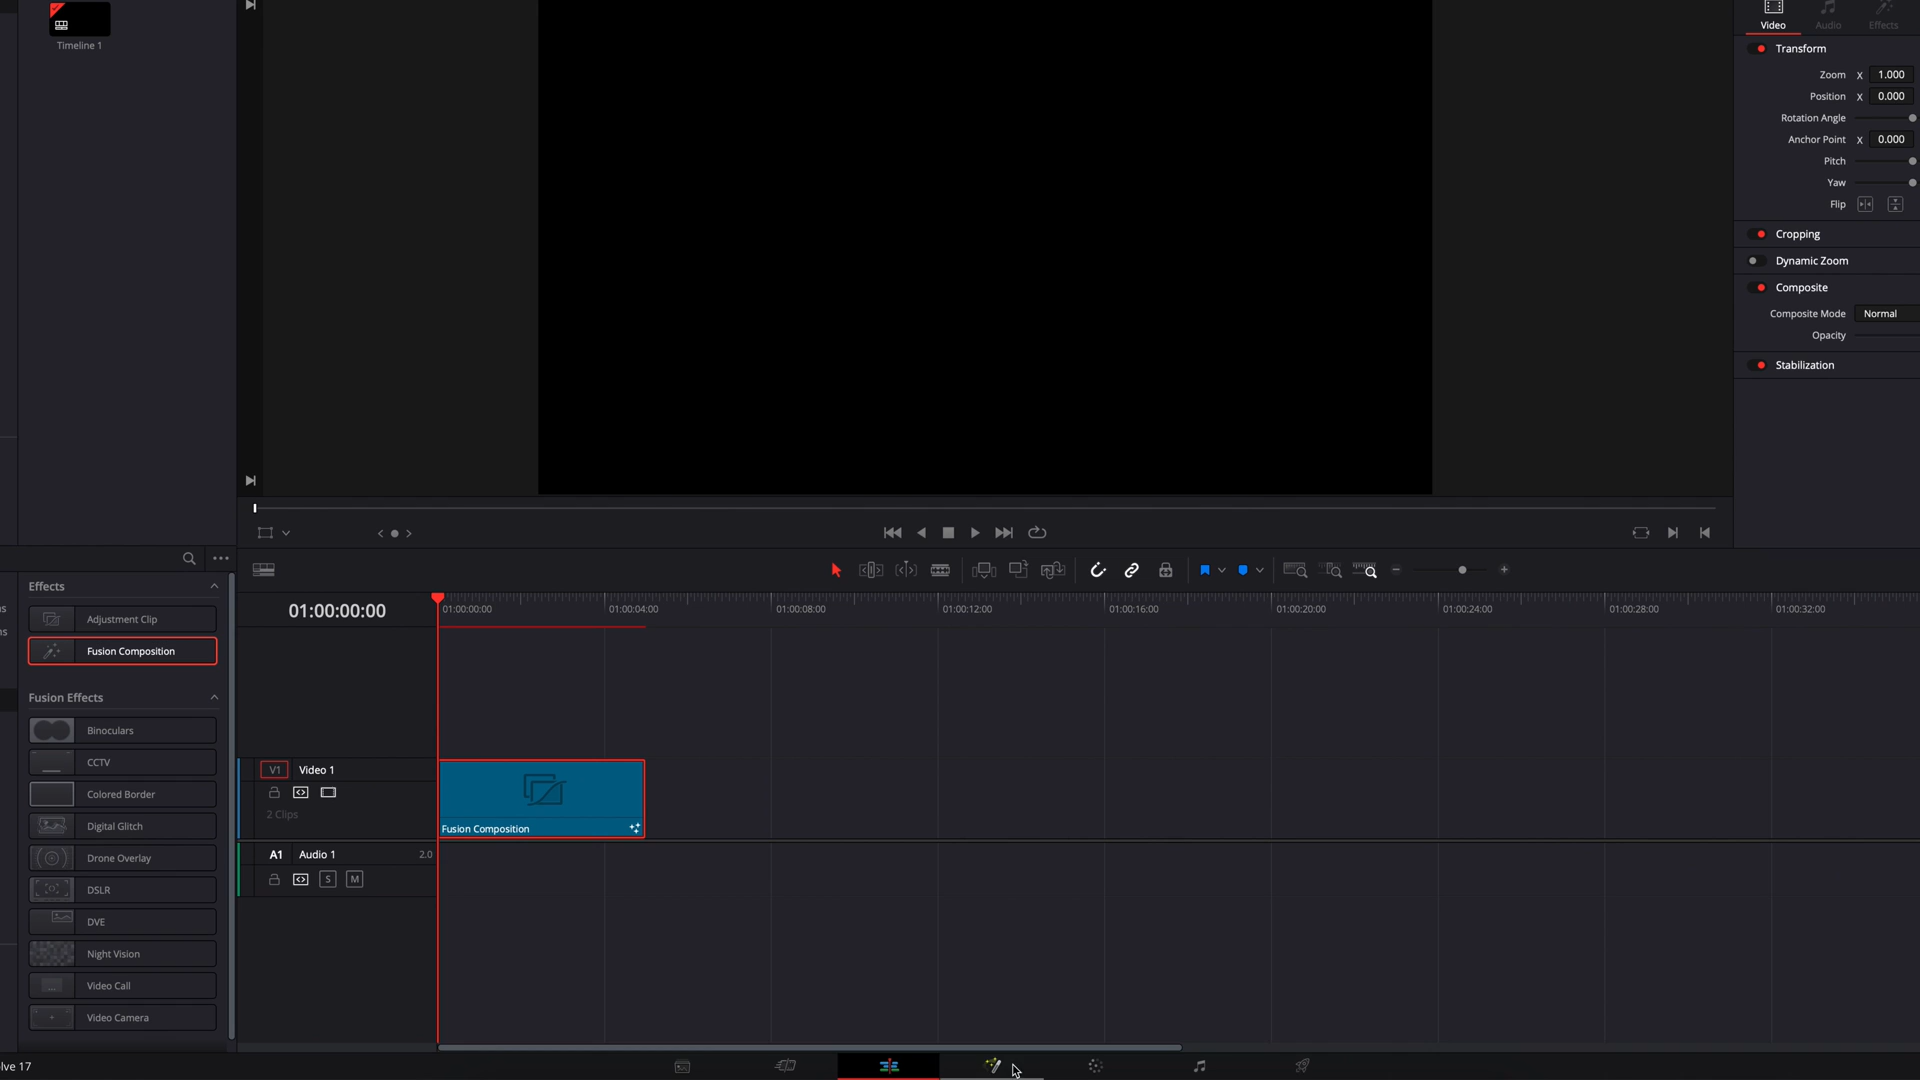 Timeline 1
Video
Audio
Effects
Transform
Zoom X 1.000
Position X 0.000
Rotation Angle
Anchor Point X 0.000
Pitch
Yaw
Flip
Cropping
Dynamic Zoom
Composite
Composite Mode Normal
Opacity
Stabilization
Effects
Adjustment Clip
Fusion Composition
Fusion Effects
Binoculars
CCTV
Colored Border
Digital Glitch
Drone Overlay
DSLR
DVE
Night Vision
Video Call
Video Camera
01:00:00:00
01:00:00:00 01:00:04:00 01:00:08:00 01:00:12:00 01:00:16:00 01:00:20:00 01:00:24:00 01:00:28:00 01:00:32:00
V1 Video 1
2 Clips
Fusion Composition
A1 Audio 1 2.0
S M
lve 17